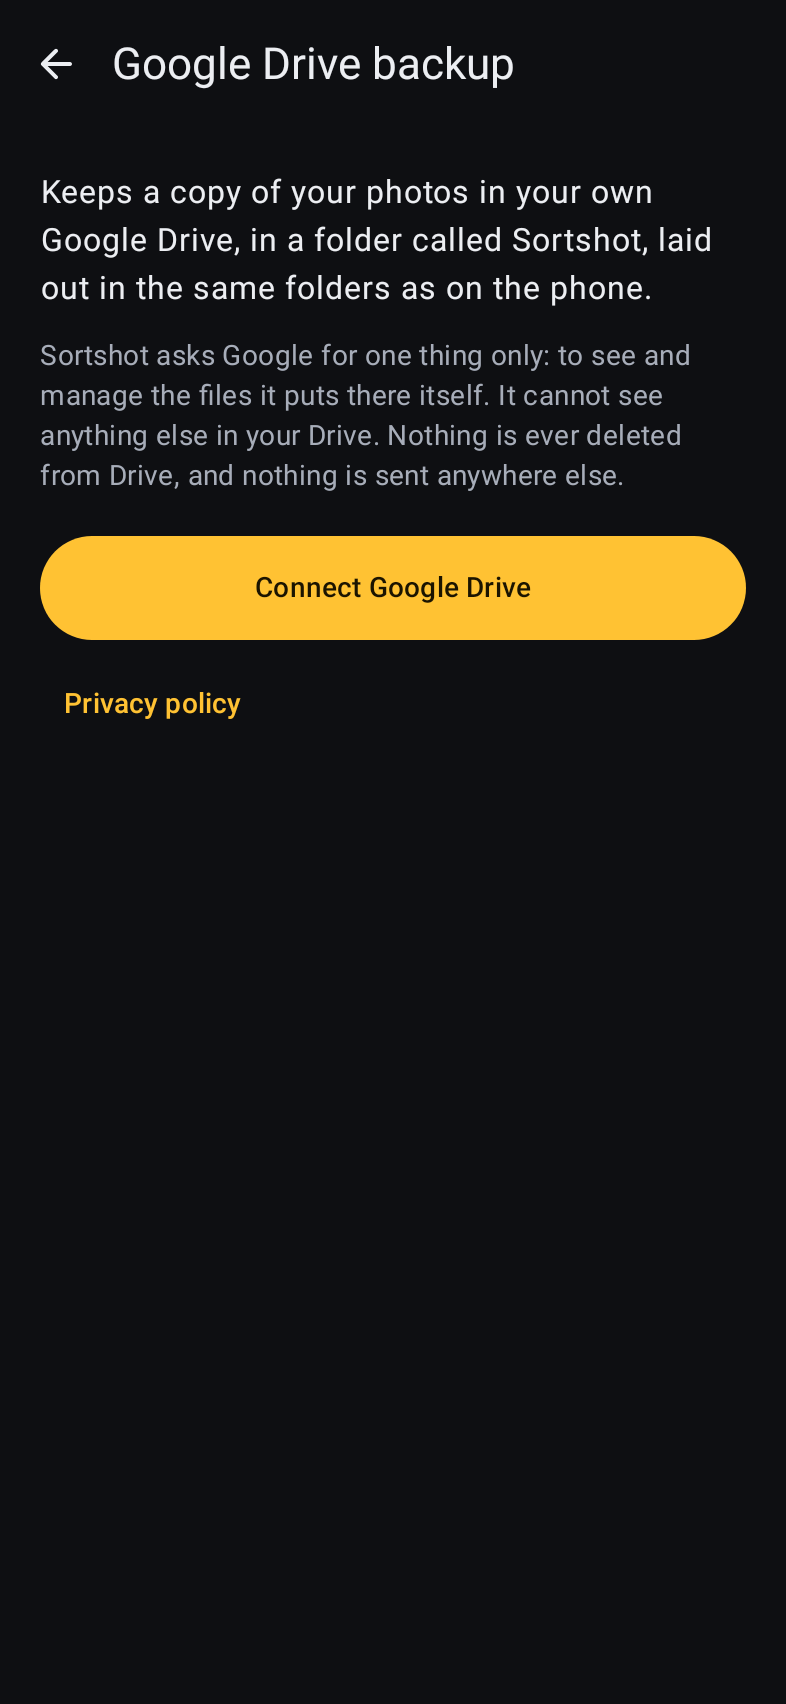 Google Drive backup
Keeps a copy of your photos in your own
Google Drive, in a folder called Sortshot, laid
out in the same folders as on the phone.
Sortshot asks Google for one thing only: to see and
manage the files it puts there itself. It cannot see
anything else in your Drive. Nothing is ever deleted
from Drive, and nothing is sent anywhere else.
Connect Google Drive
Privacy policy